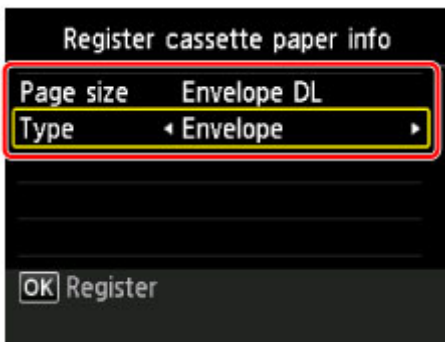 Register cassette paper info
Page size Envelope DL
Type Envelope
OK Register